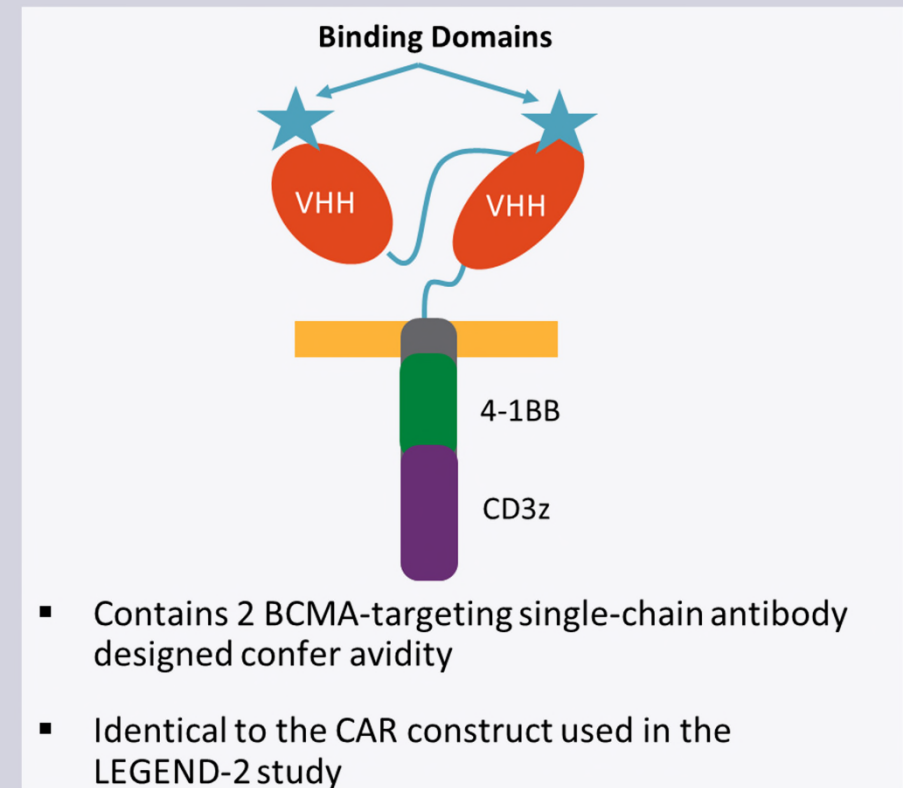 Binding Domains
VHH
VHH
4-1BB
CD3z
▪ Contains 2 BCMA-targeting single-chain antibody
designed confer avidity
▪ Identical to the CAR construct used in the
LEGEND-2 study